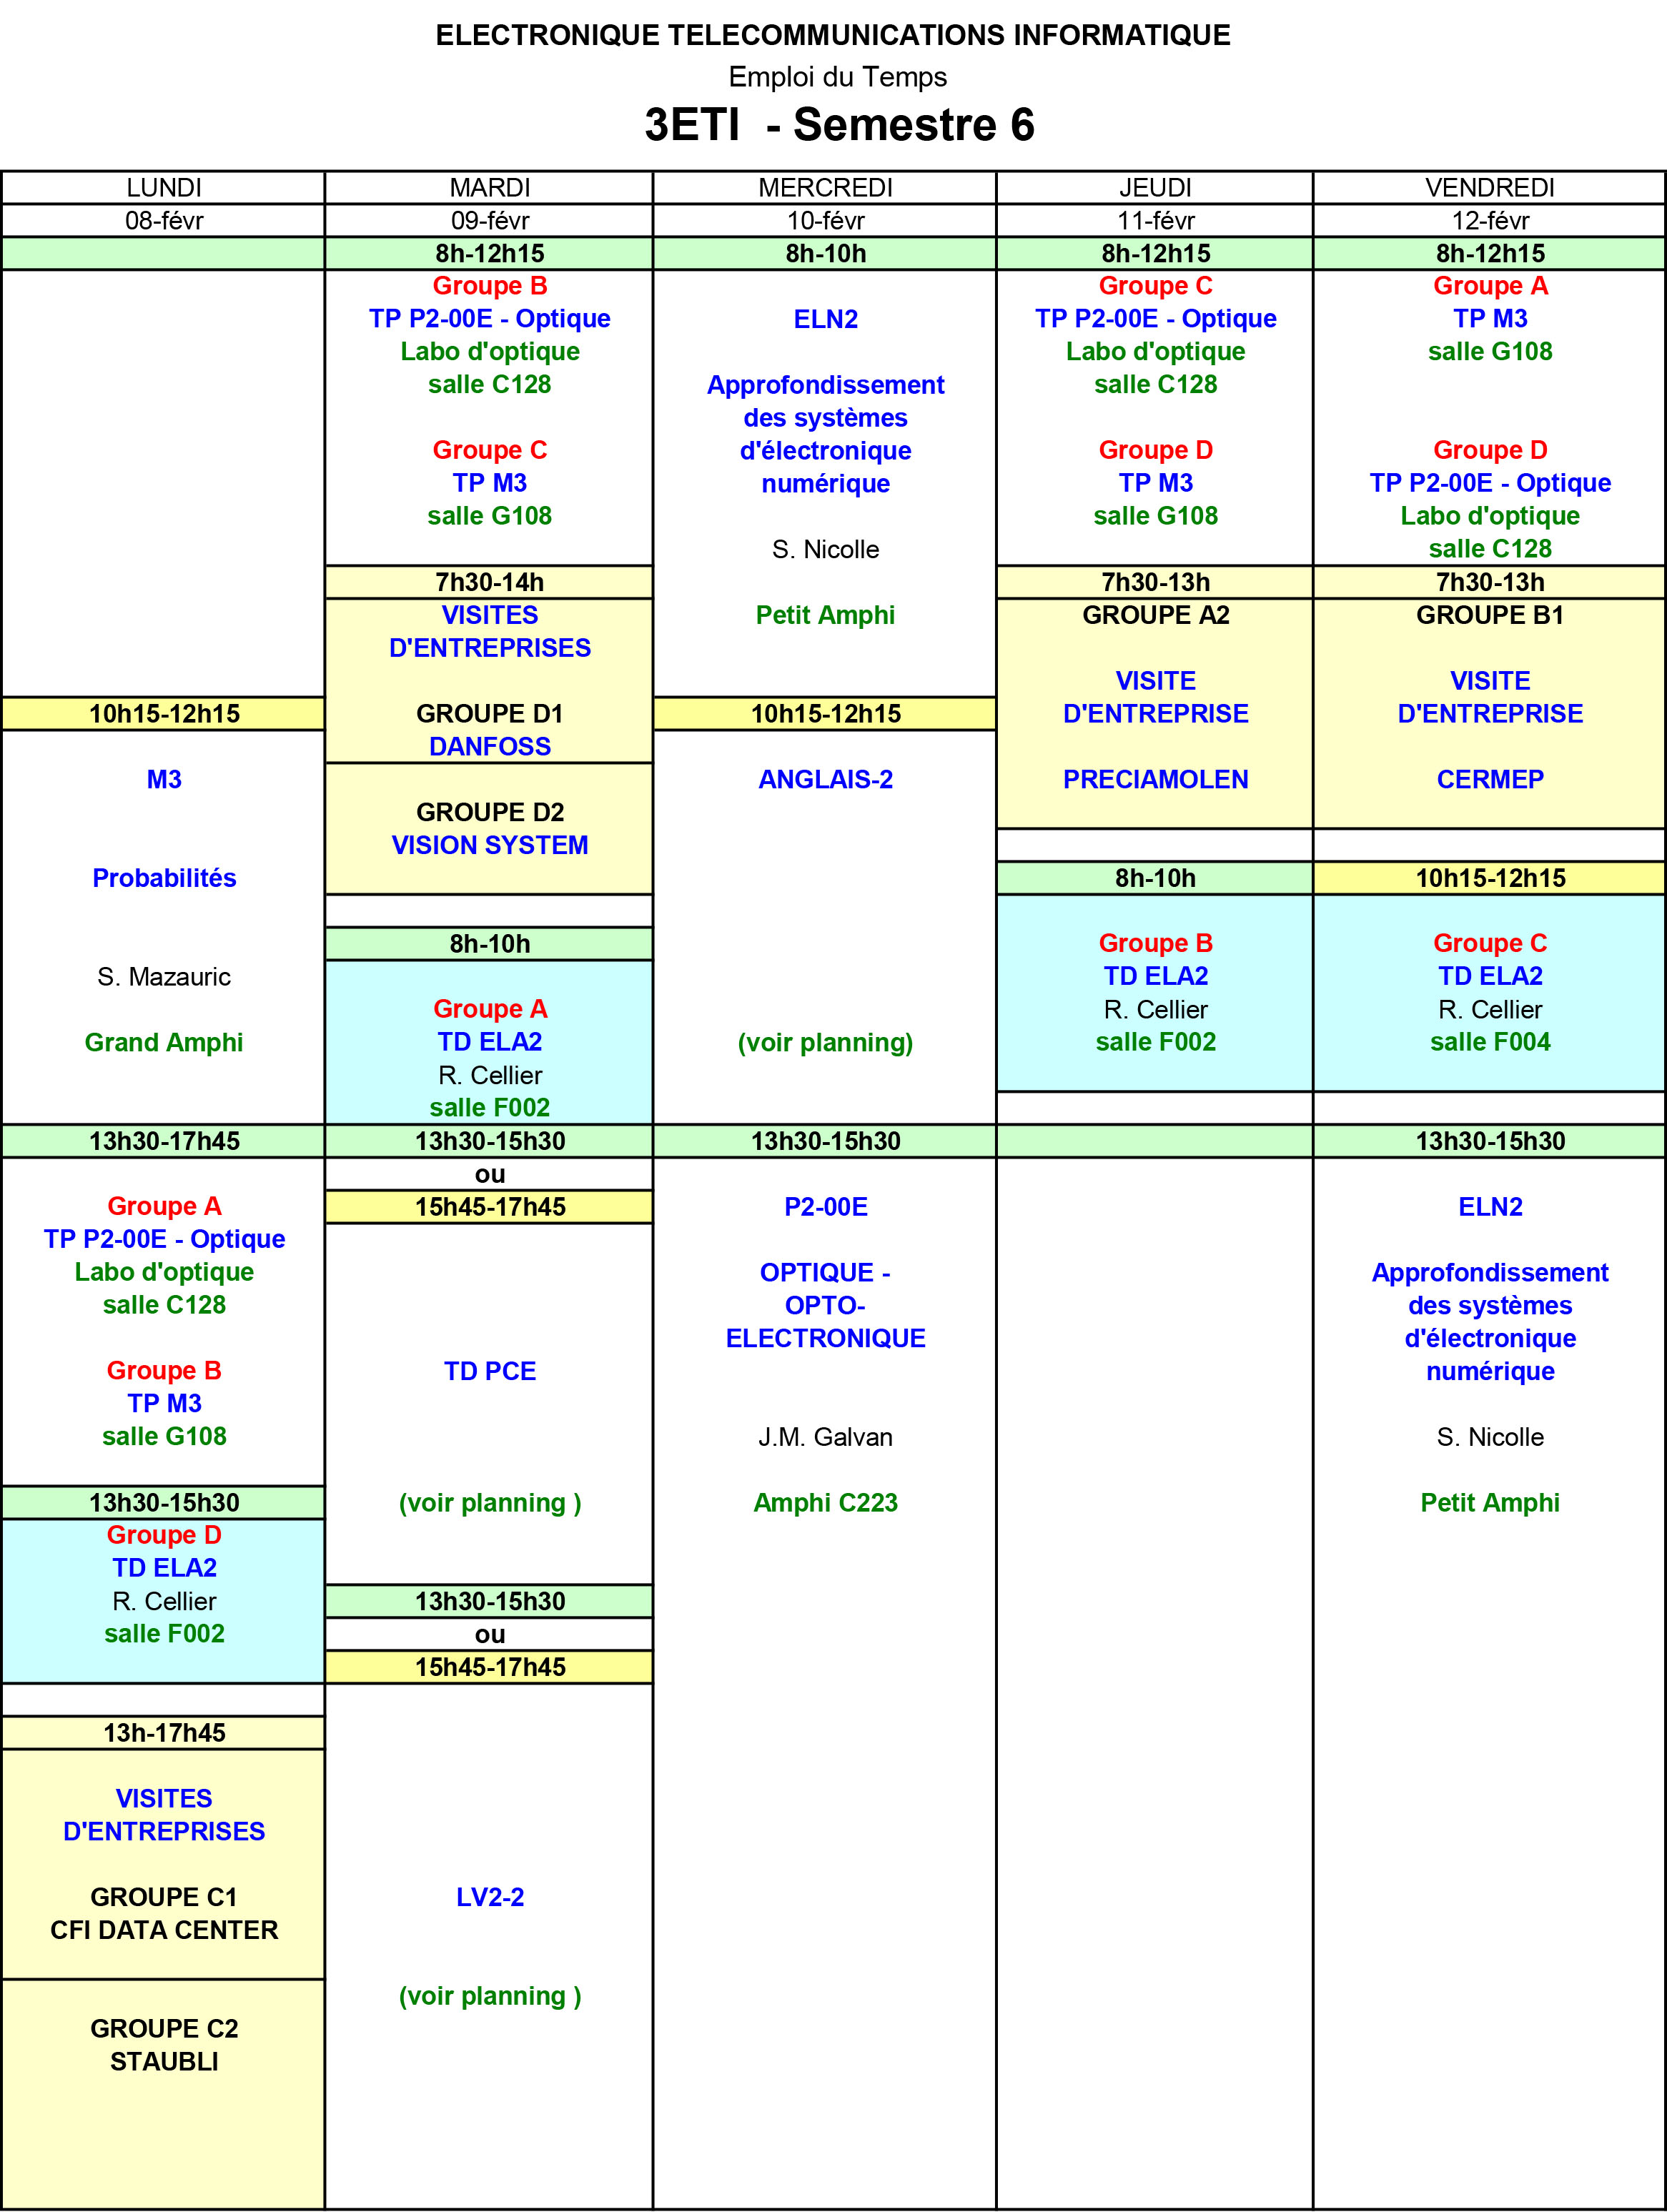 ELECTRONIQUE TELECOMMUNICATIONS INFORMATIQUE
Emploi du Temps
3ETI - Semestre 6
LUNDI
08-févr
10h15-12h15
M3
Probabilités
S. Mazauric
Grand Amphi
13h30-17h45
Groupe A
TP P2-00E - Optique
Labo d'optique
salle C128
Groupe B
TP M3
salle G108
13h30-15h30
Groupe D
TD ELA2
R. Cellier
salle F002
13h-17h45
VISITES
D'ENTREPRISES
GROUPE C1
CFI DATA CENTER
GROUPE C2
STAUBLI
MARDI
09-févr
8h-12h15
Groupe B
TP P2-00E - Optique
Labo d'optique
salle C128
Groupe C
TP M3
salle G108
7h30-14h
VISITES
D'ENTREPRISES
GROUPE D1
DANFOSS
GROUPE D2
VISION SYSTEM
8h-10h
Groupe A
TD ELA2
R. Cellier
salle F002
13h30-15h30
ou
15h45-17h45
TD PCE
(voir planning )
13h30-15h30
ou
15h45-17h45
LV2-2
(voir planning )
MERCREDI
10-févr
8h-10h
ELN2
Approfondissement
des systèmes
d'électronique
numérique
S. Nicolle
Petit Amphi
10h15-12h15
ANGLAIS-2
(voir planning)
13h30-15h30
P2-00E
OPTIQUE -
OPTO-
ELECTRONIQUE
J.M. Galvan
Amphi C223
JEUDI
11-févr
8h-12h15
Groupe C
TP P2-00E - Optique
Labo d'optique
salle C128
Groupe D
TP M3
salle G108
7h30-13h
GROUPE A2
VISITE
D'ENTREPRISE
PRECIAMOLEN
8h-10h
Groupe B
TD ELA2
R. Cellier
salle F002
VENDREDI
12-févr
8h-12h15
Groupe A
TP M3
salle G108
Groupe D
TP P2-00E - Optique
Labo d'optique
salle C128
7h30-13h
GROUPE B1
VISITE
D'ENTREPRISE
CERMEP
10h15-12h15
Groupe C
TD ELA2
R. Cellier
salle F004
13h30-15h30
ELN2
Approfondissement
des systèmes
d'électronique
numérique
S. Nicolle
Petit Amphi